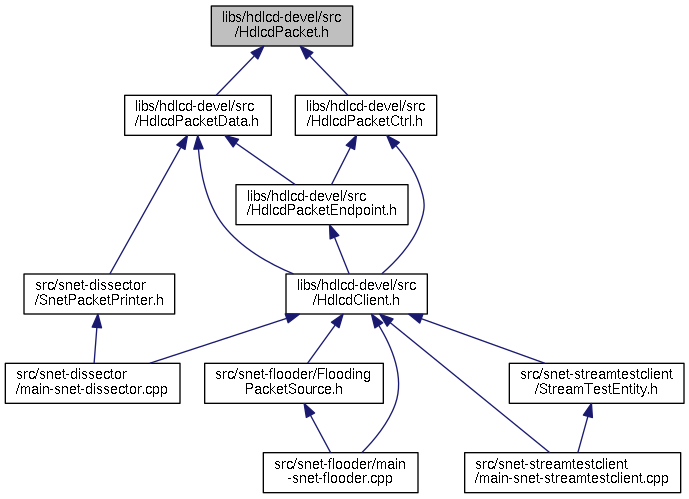 libs/hdlcd-devel/src
/HdlcdPacket.h
libs/hdlcd-devel/src
/HdlcdPacketData.h
libs/hdlcd-devel/src
/HdlcdPacketCtrl.h
libs/hdlcd-devel/src
/HdlcdPacketEndpoint.h
src/snet-dissector
/SnetPacketPrinter.h
libs/hdlcd-devel/src
/HdlcdClient.h
src/snet-dissector
/main-snet-dissector.cpp
src/snet-flooder/Flooding
PacketSource.h
src/snet-streamtestclient
/StreamTestEntity.h
src/snet-flooder/main
-snet-flooder.cpp
src/snet-streamtestclient
/main-snet-streamtestclient.cpp